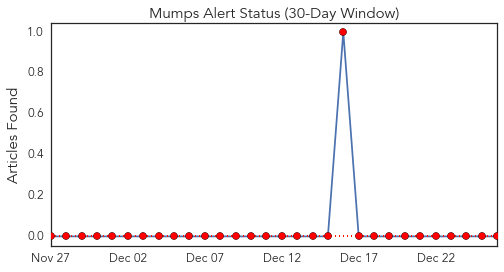 Mumps Alert Status (30-Day Window)
Articles Found
1.0
0.8
0.6
0.4
0.2
0.0
Nov 27 Dec 02 Dec 07 Dec 12 Dec 17 Dec 22